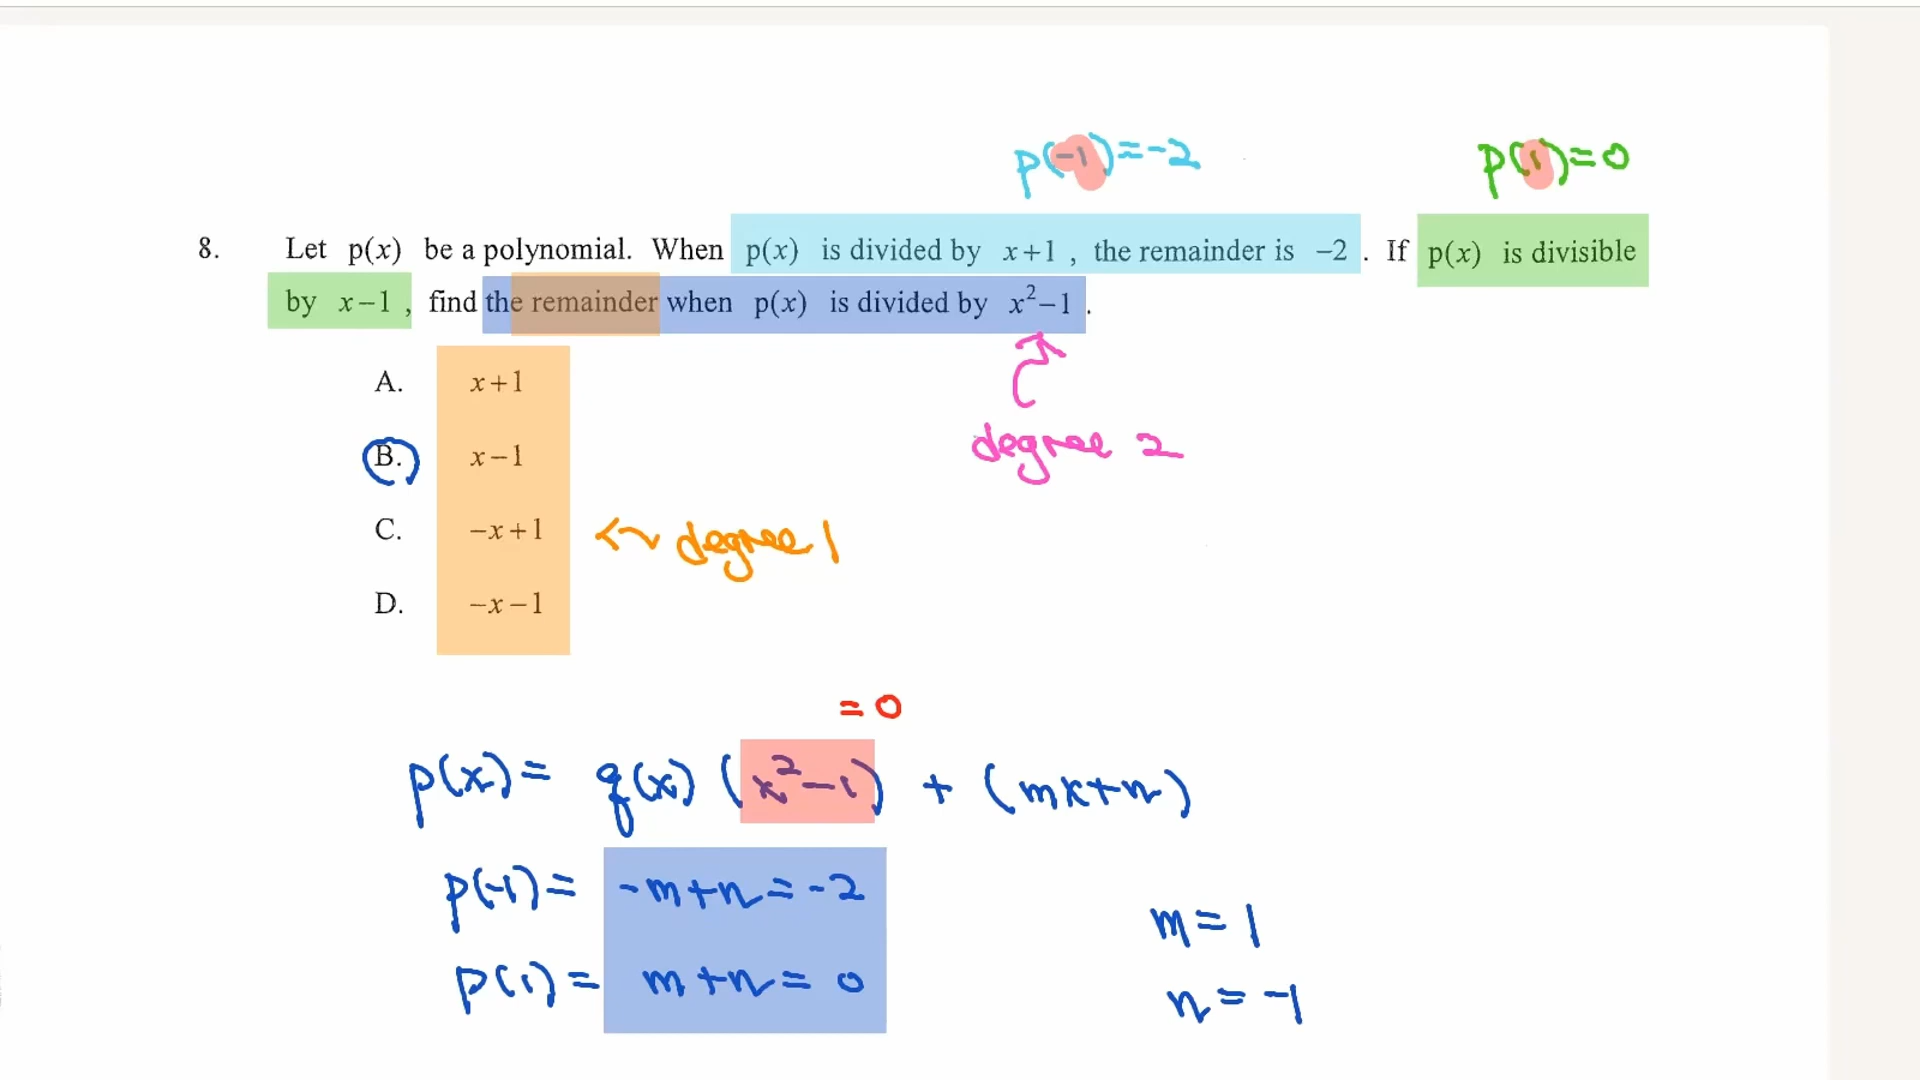 p(-1)=-2 p(1)=0
8. Let p(x) be a polynomial. When p(x) is divided by x+1 , the remainder is −2 . If p(x) is divisible
by x−1 , find the remainder when p(x) is divided by x²−1 .
A. x+1
degree 2
B. x−1
C. −x+1 degree 1
D. −x−1
= 0
p(x)= q(x) (x²-1) + (mx+n)
p(-1)= -m+n=-2
m=1
p(1)= m+n=0
n=-1